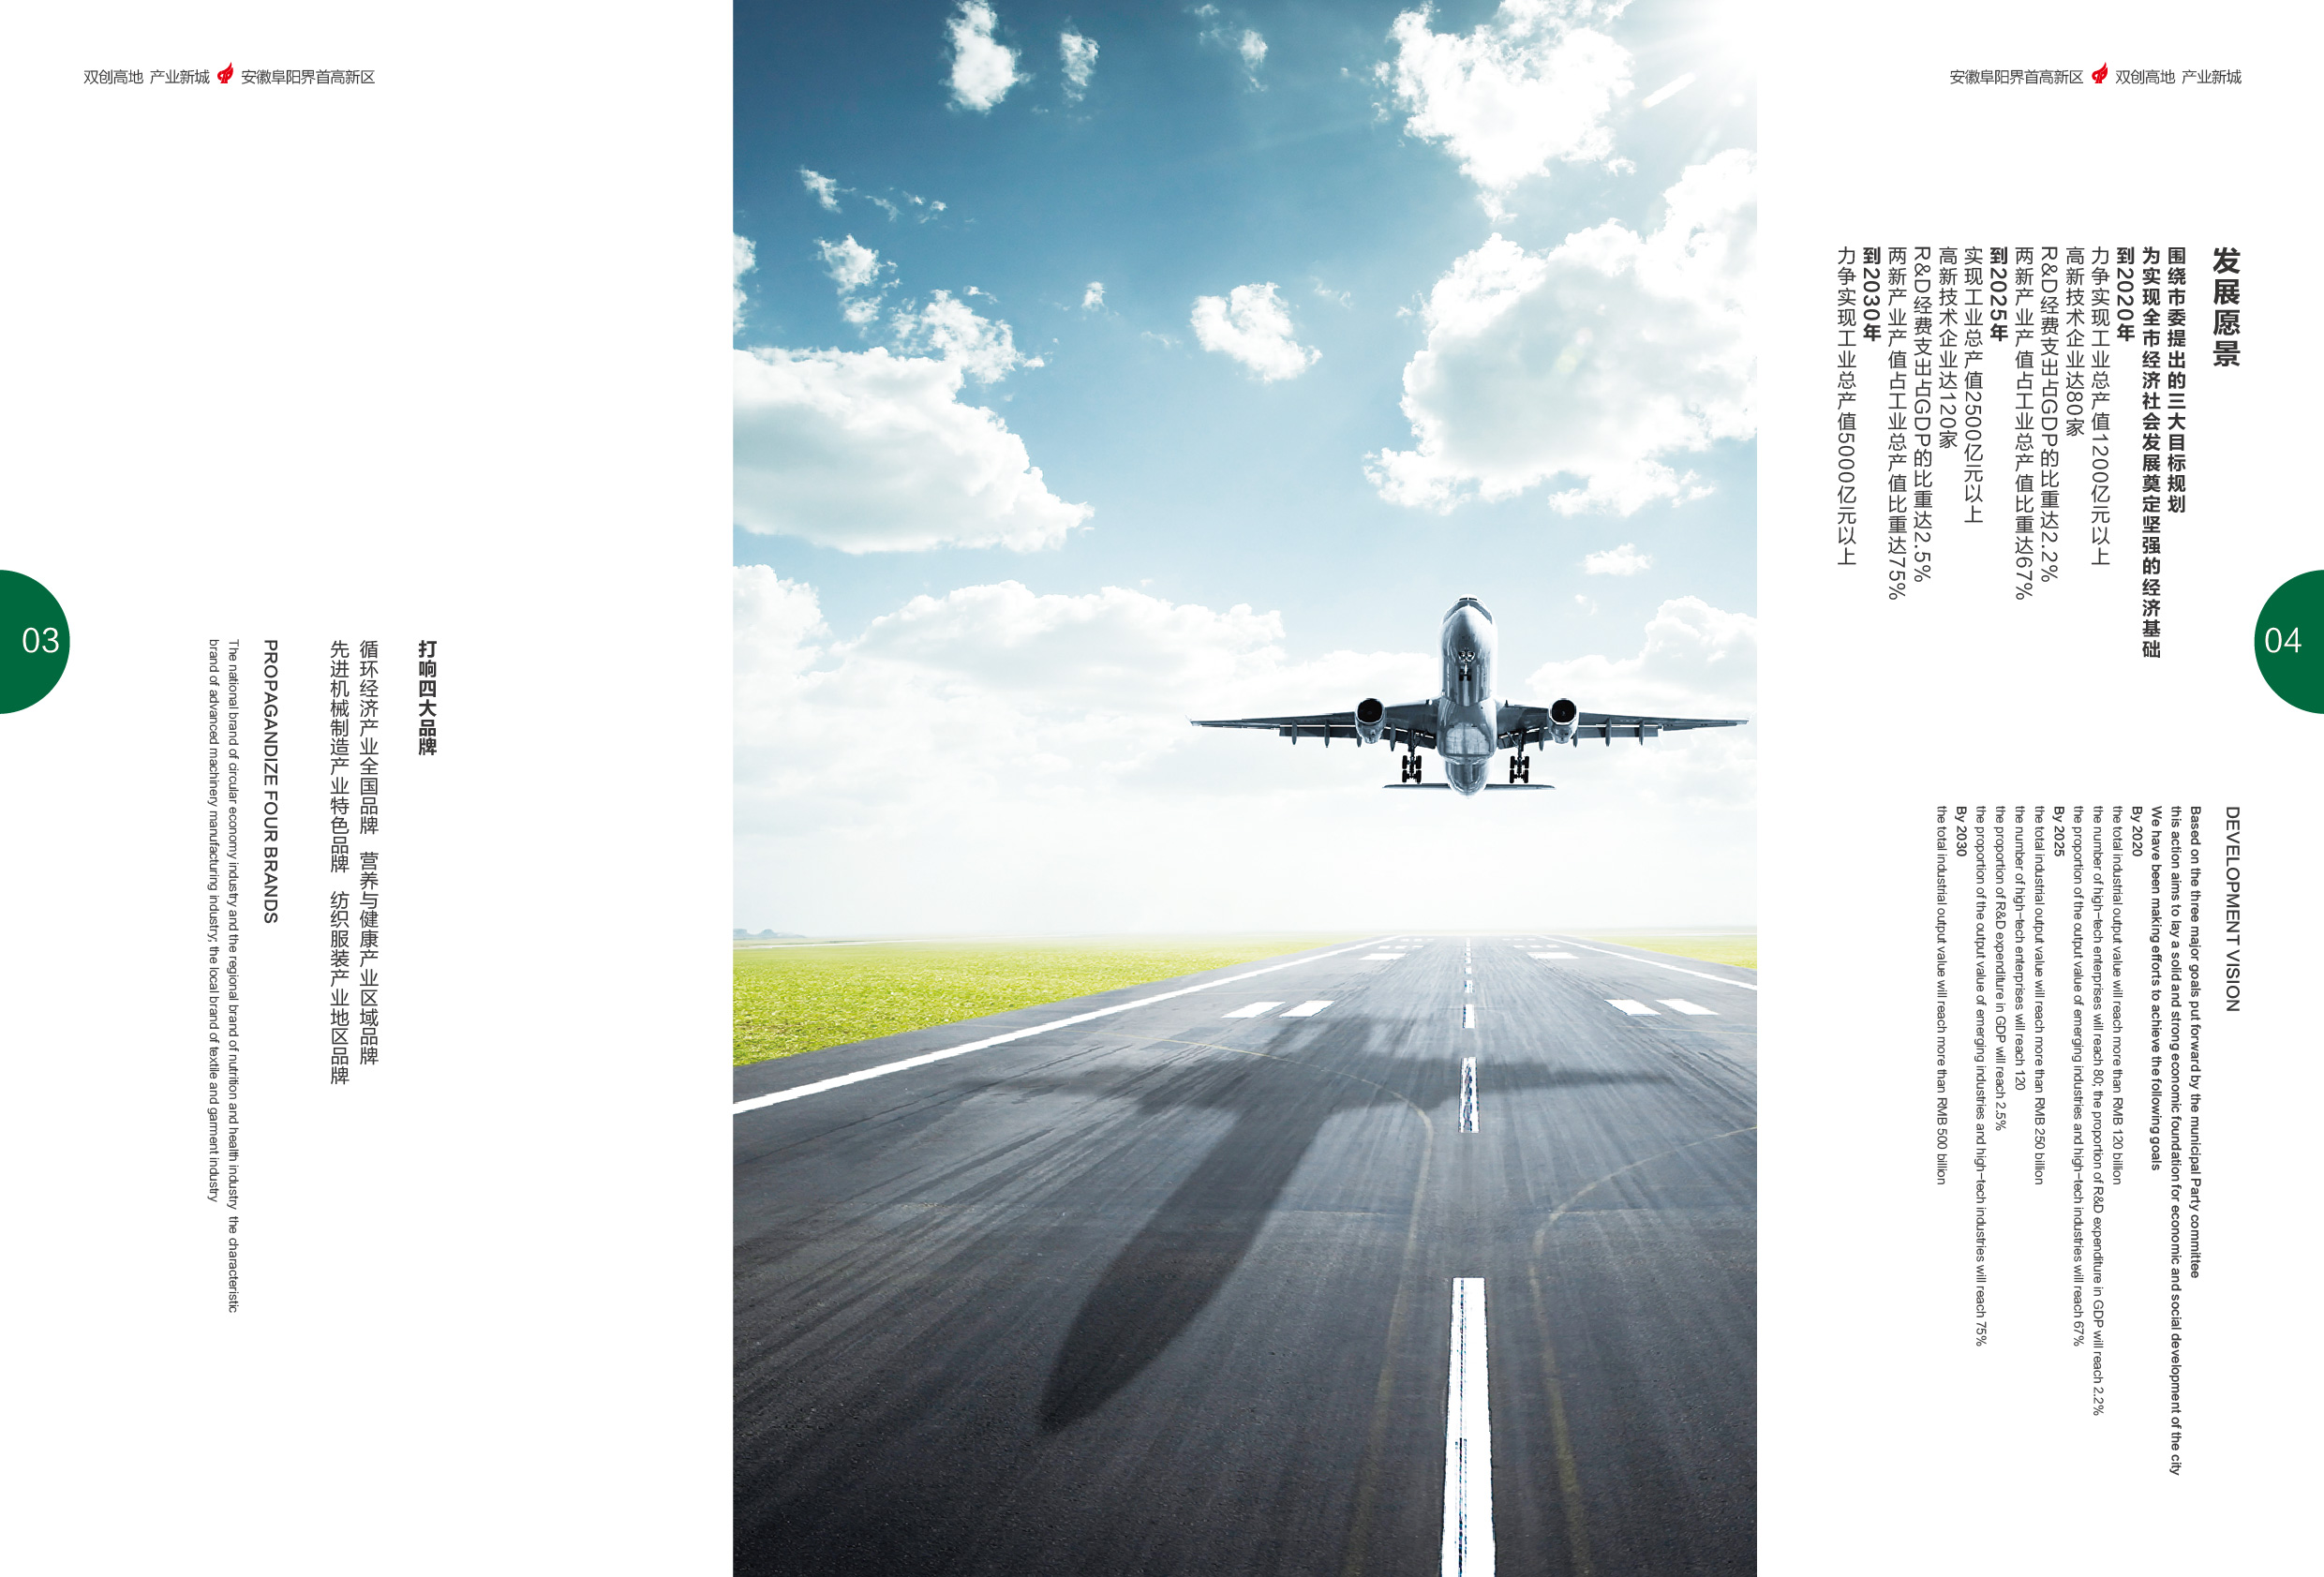 双创高地 产业新城 安徽阜阳界首高新区
03
打响四大品牌
循环经济产业全国品牌 营养与健康产业区域品牌
先进机械制造产业特色品牌 纺织服装产业地区品牌
PROPAGANDIZE FOUR BRANDS
The national brand of circular economy industry and the regional brand of nutrition and health industry the characteristic
brand of advanced machinery manufacturing industry; the local brand of textile and garment industry
安徽阜阳界首高新区 双创高地 产业新城
04
发展愿景
围绕市委提出的三大目标规划
为实现全市经济社会发展奠定坚强的经济基础
到2020年
力争实现工业总产值1200亿元以上
高新技术企业达80家
R&D经费支出占GDP的比重达2.2%
两新产业产值占工业总产值比重达67%
到2025年
实现工业总产值2500亿元以上
高新技术企业达120家
R&D经费支出占GDP的比重达2.5%
两新产业产值占工业总产值比重达75%
到2030年
力争实现工业总产值5000亿元以上
DEVELOPMENT VISION
Based on the three major goals put forward by the municipal Party committee
this action aims to lay a solid and strong economic foundation for economic and social development of the city
We have been making efforts to achieve the following goals
By 2020
the total industrial output value will reach more than RMB 120 billion
the number of high-tech enterprises will reach 80; the proportion of R&D expenditure in GDP will reach 2.2%
the proportion of the output value of emerging industries and high-tech industries will reach 67%
By 2025
the total industrial output value will reach more than RMB 250 billion
the number of high-tech enterprises will reach 120
the proportion of R&D expenditure in GDP will reach 2.5%
the proportion of the output value of emerging industries and high-tech industries will reach 75%
By 2030
the total industrial output value will reach more than RMB 500 billion